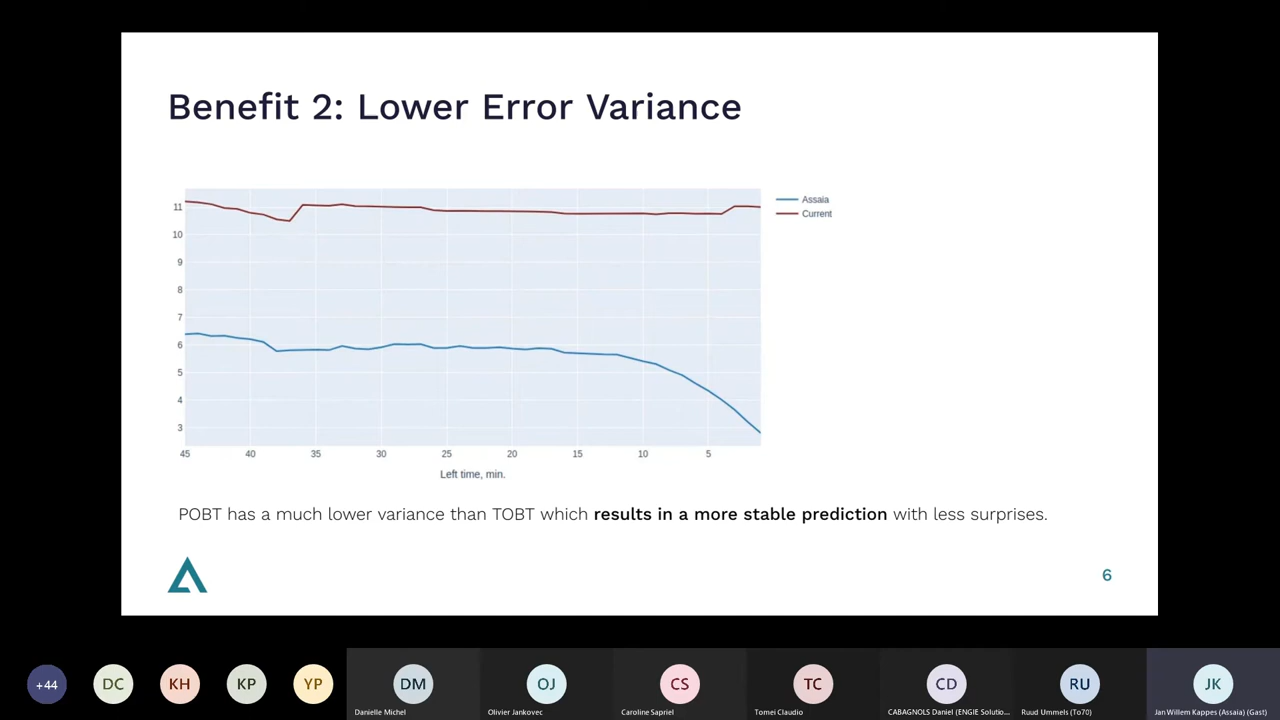 Benefit 2: Lower Error Variance
11
10
9
8
7
6
5
4
3
45 40 35 30 25 20 15 10 5
Left time, min.
Assaia
Current
POBT has a much lower variance than TOBT which results in a more stable prediction with less surprises.
6
+44 DC KH KP YP DM OJ CS TC CD RU JK
Danielle Michel Olivier Jankovec Caroline Sapriel Tomei Claudio CABAGNOLS Daniel (ENGIE Solutio... Ruud Ummels (To70) Jan Willem Kappes (Assaia) (Gast)